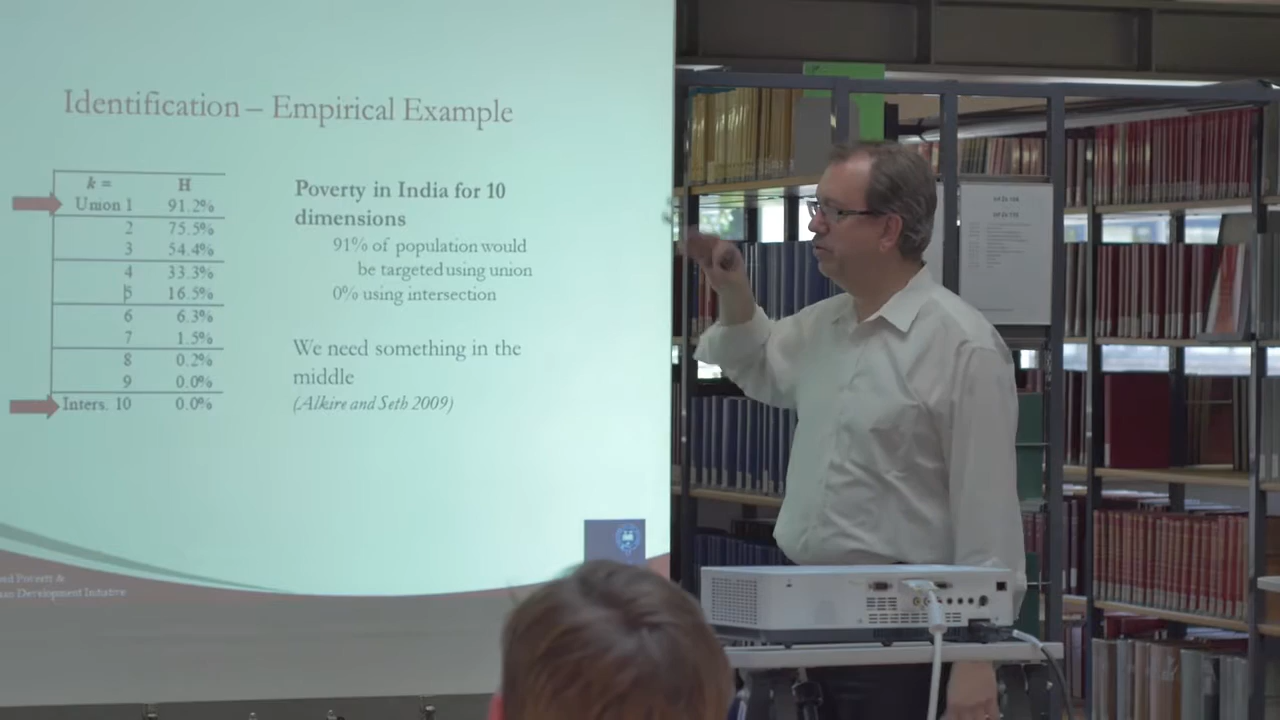 Identification – Empirical Example
k = H
Union 1 91.2%
2 75.5%
3 54.4%
4 33.3%
5 16.5%
6 6.3%
7 1.5%
8 0.2%
9 0.0%
Inters. 10 0.0%
Poverty in India for 10
dimensions
91% of population would
be targeted using union
0% using intersection
We need something in the
middle
(Alkire and Seth 2009)
Poverty &
Development Initiative